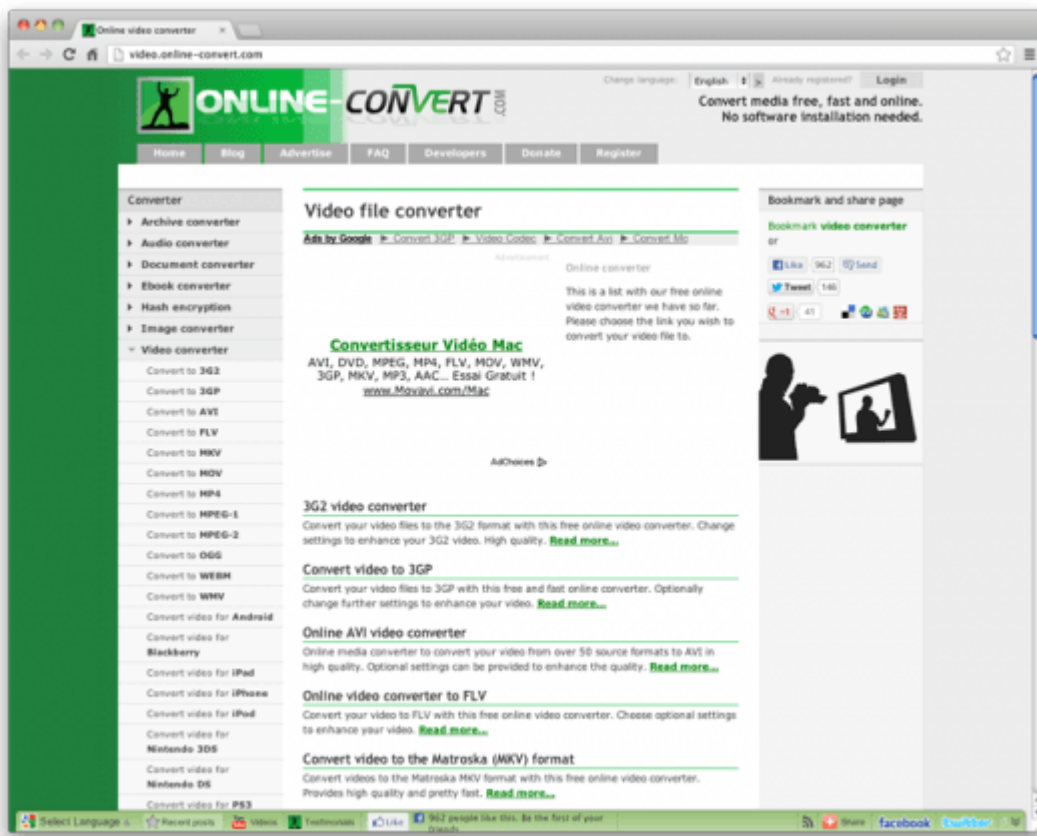 Online video converter
video.online-convert.com
Change language:
English
Already registered?
Login
ONLINE-CONVERT.COM
Convert media free, fast and online.
No software installation needed.
Home
Blog
Advertise
FAQ
Developers
Donate
Register
Converter
Archive converter
Audio converter
Document converter
Ebook converter
Hash encryption
Image converter
Video converter
Convert to 3G2
Convert to 3GP
Convert to AVI
Convert to FLV
Convert to MKV
Convert to MOV
Convert to MP4
Convert to MPEG-1
Convert to MPEG-2
Convert to OGG
Convert to WEBM
Convert to WMV
Convert video for Android
Convert video for
Blackberry
Convert video for iPad
Convert video for iPhone
Convert video for iPod
Convert video for
Nintendo 3DS
Convert video for
Nintendo DS
Convert video for PS3
Video file converter
Ads by Google Convert 3GP Video Codec Convert Avi Convert Mo
Advertisement
Convertisseur Vidéo Mac
AVI, DVD, MPEG, MP4, FLV, MOV, WMV,
3GP, MKV, MP3, AAC... Essai Gratuit !
www.Movavi.com/Mac
AdChoices
Online converter
This is a list with our free online
video converter we have so far.
Please choose the link you wish to
convert your video file to.
3G2 video converter
Convert your video files to the 3G2 format with this free online video converter. Change
settings to enhance your 3G2 video. High quality. Read more...
Convert video to 3GP
Convert your video files to 3GP with this free and fast online converter. Optionally
change further settings to enhance your video. Read more...
Online AVI video converter
Online media converter to convert your video from over 50 source formats to AVI in
high quality. Optional settings can be provided to enhance the quality. Read more...
Online video converter to FLV
Convert your video to FLV with this free online video converter. Choose optional settings
to enhance your video. Read more...
Convert video to the Matroska (MKV) format
Convert videos to the Matroska MKV format with this free online video converter.
Provides high quality and pretty fast. Read more...
Bookmark and share page
Bookmark video converter
or
Like 962 Send
Tweet 146
+1 41
Select Language
Recent posts
Videos
Testimonials
Like
962 people like this. Be the first of your
friends.
Share
facebook
twitter